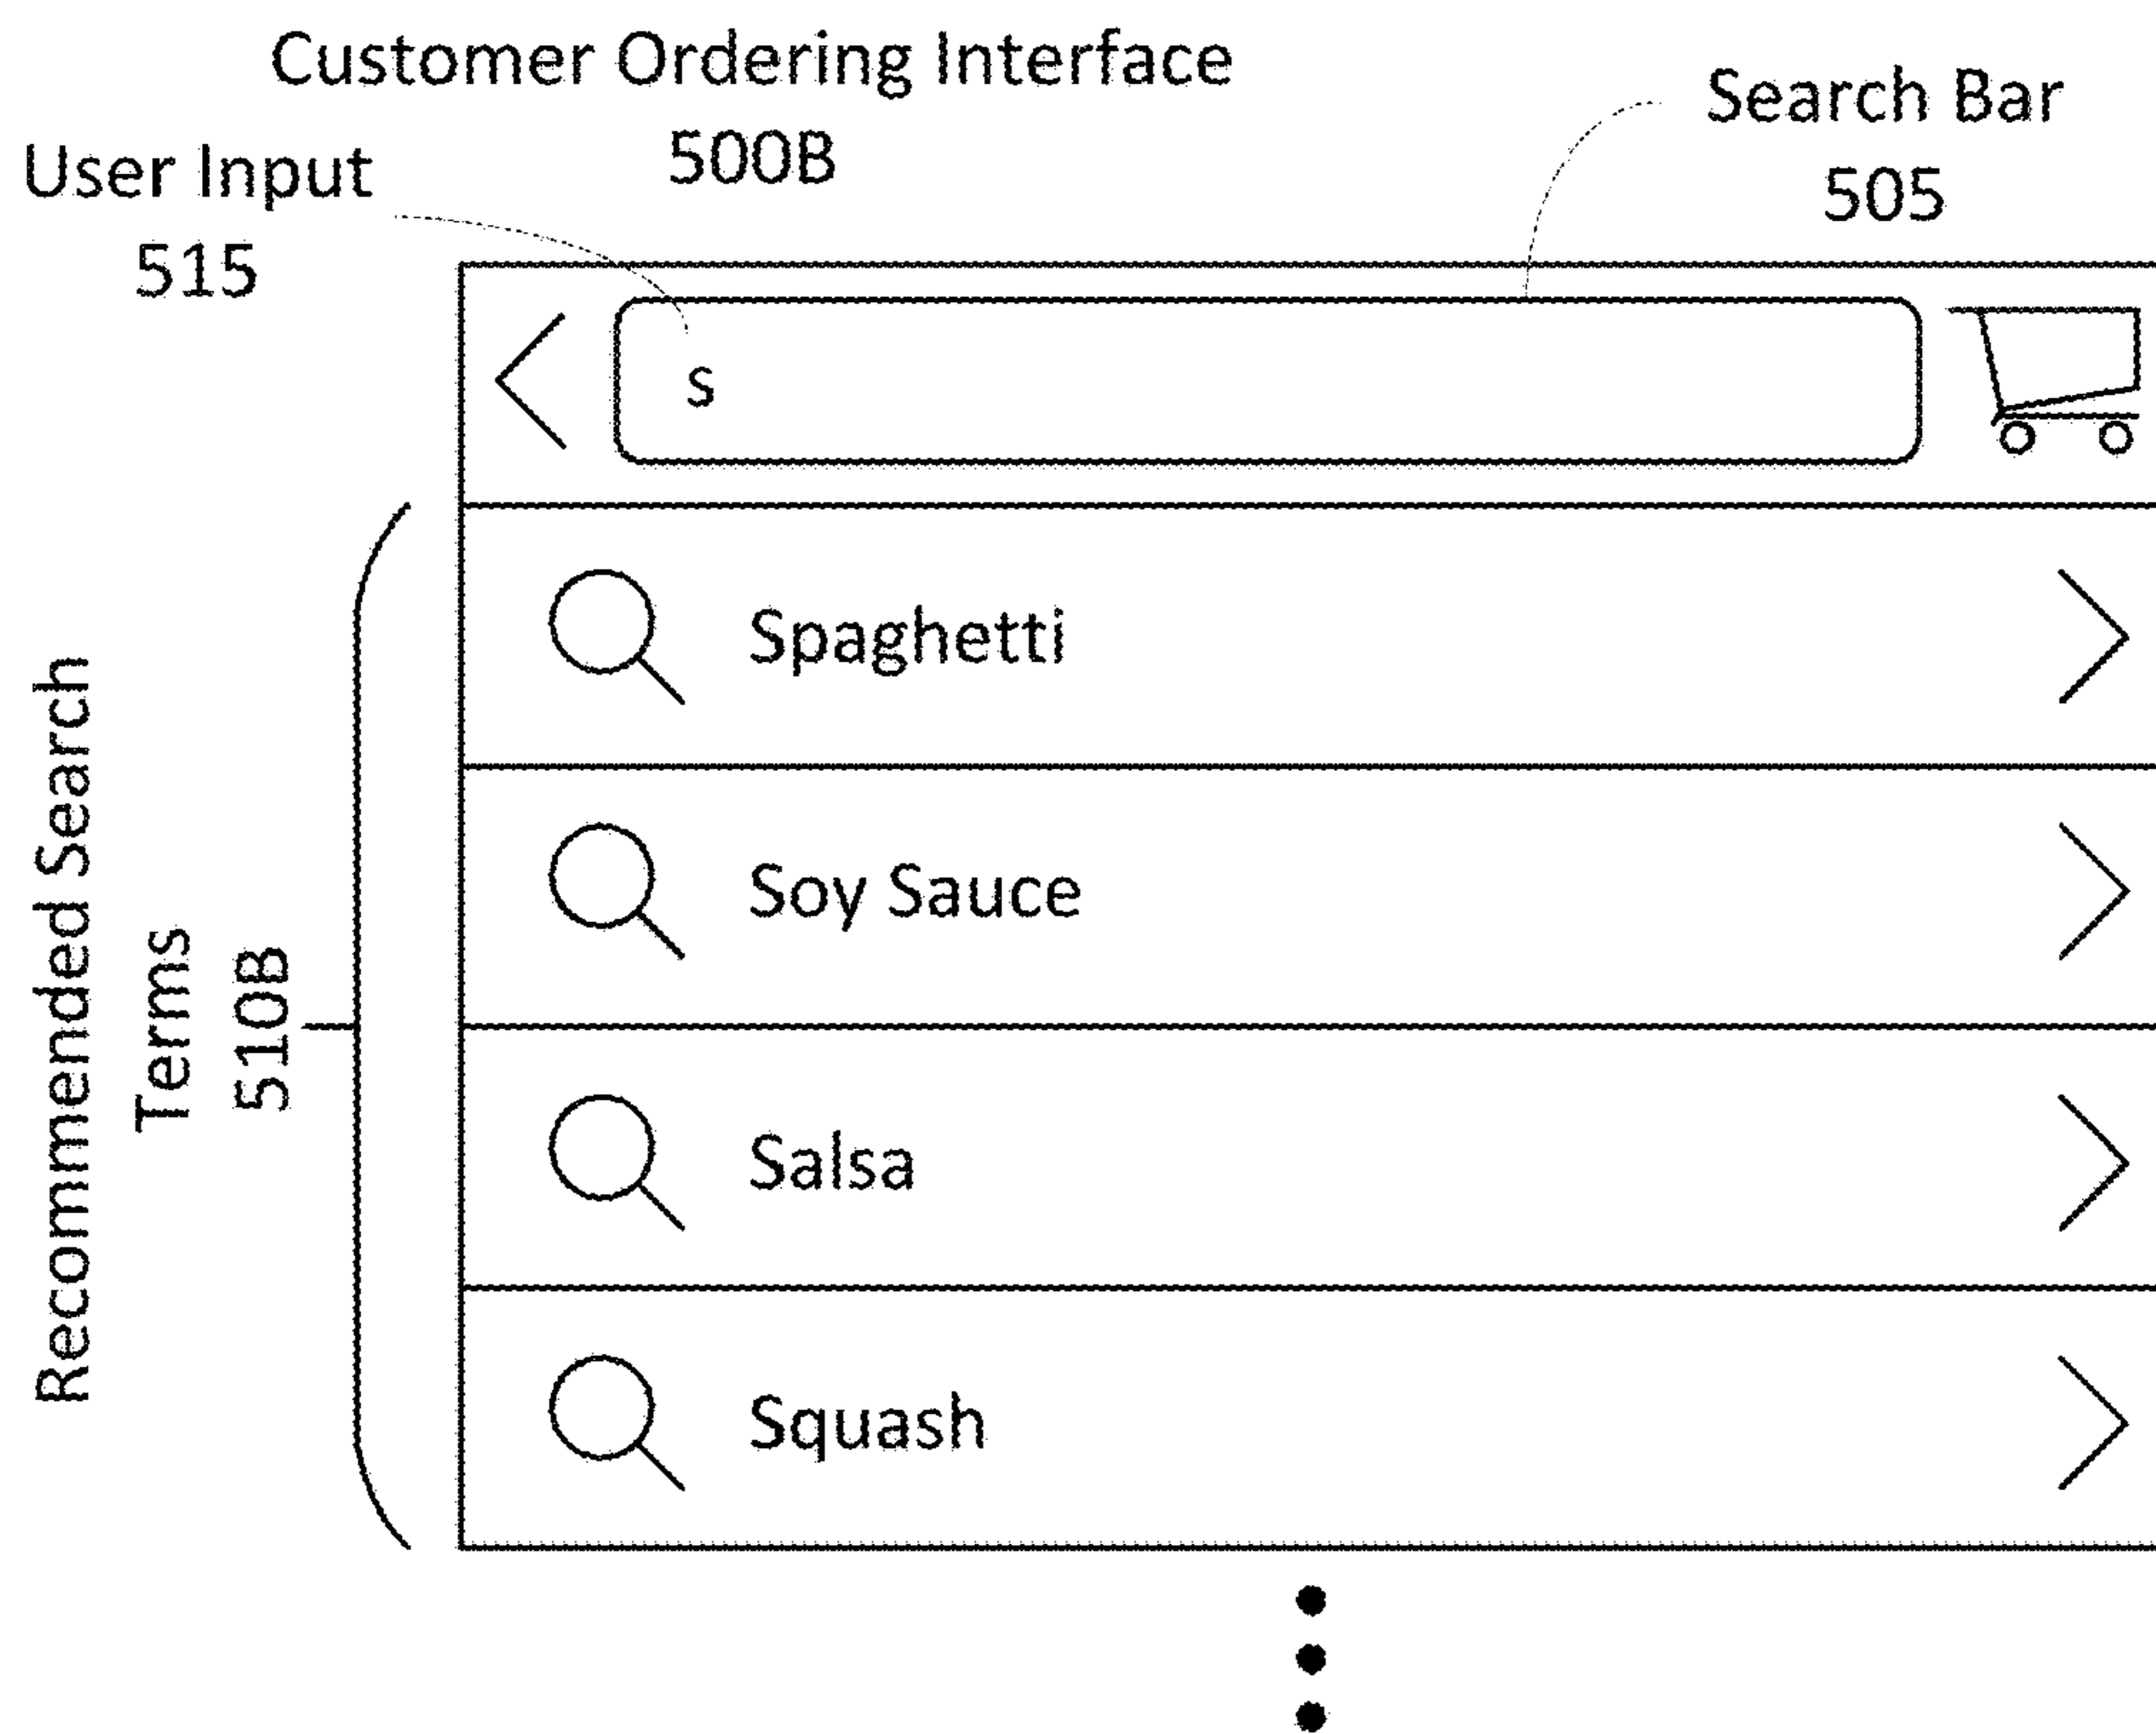 Customer Ordering Interface
500B
Search Bar
505
User Input
515
s
Recommended Search
Terms
510B
Spaghetti
Soy Sauce
Salsa
Squash